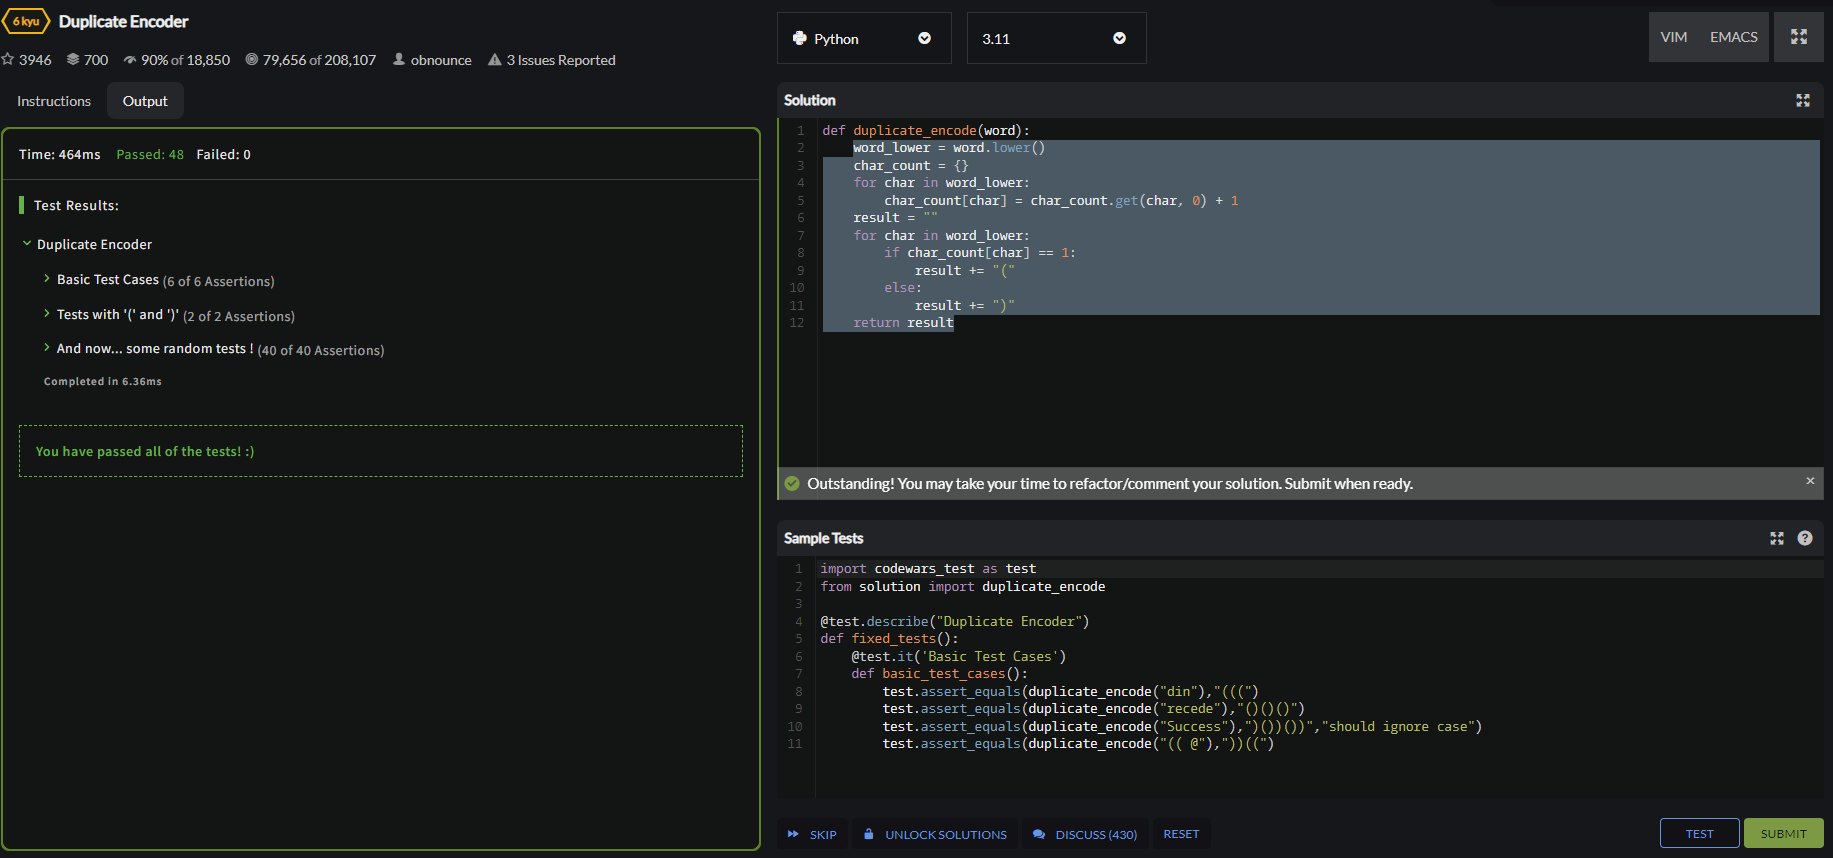 6 kyu Duplicate Encoder
3946 700 90% of 18,850 79,656 of 208,107 obnounce 3 Issues Reported
Instructions Output
Time: 464ms Passed: 48 Failed: 0
Test Results:
Duplicate Encoder
Basic Test Cases (6 of 6 Assertions)
Tests with '(' and ')' (2 of 2 Assertions)
And now... some random tests ! (40 of 40 Assertions)
Completed in 6.36ms
You have passed all of the tests! :)
Python 3.11 VIM EMACS
Solution
1 def duplicate_encode(word):
2     word_lower = word.lower()
3     char_count = {}
4     for char in word_lower:
5         char_count[char] = char_count.get(char, 0) + 1
6     result = ""
7     for char in word_lower:
8         if char_count[char] == 1:
9             result += "("
10         else:
11             result += ")"
12     return result
Outstanding! You may take your time to refactor/comment your solution. Submit when ready. ×
Sample Tests ?
1 import codewars_test as test
2 from solution import duplicate_encode
3
4 @test.describe("Duplicate Encoder")
5 def fixed_tests():
6     @test.it('Basic Test Cases')
7     def basic_test_cases():
8         test.assert_equals(duplicate_encode("din"),"(((")
9         test.assert_equals(duplicate_encode("recede"),"()()()")
10         test.assert_equals(duplicate_encode("Success"),")())())","should ignore case")
11         test.assert_equals(duplicate_encode("(( @"),"))((")
SKIP UNLOCK SOLUTIONS DISCUSS (430) RESET TEST SUBMIT